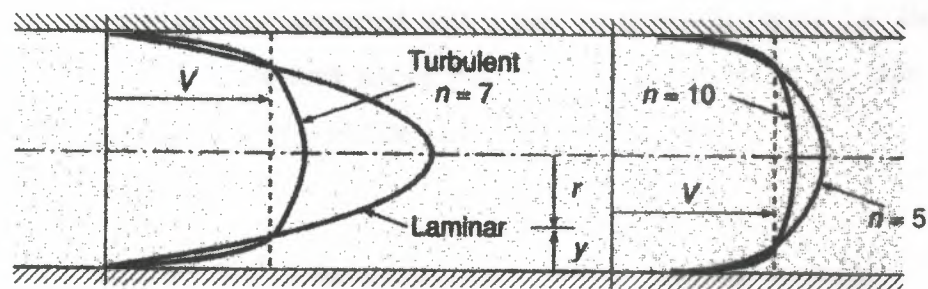 V
Turbulent
n = 7
Laminar
r
y
n = 10
V
n = 5